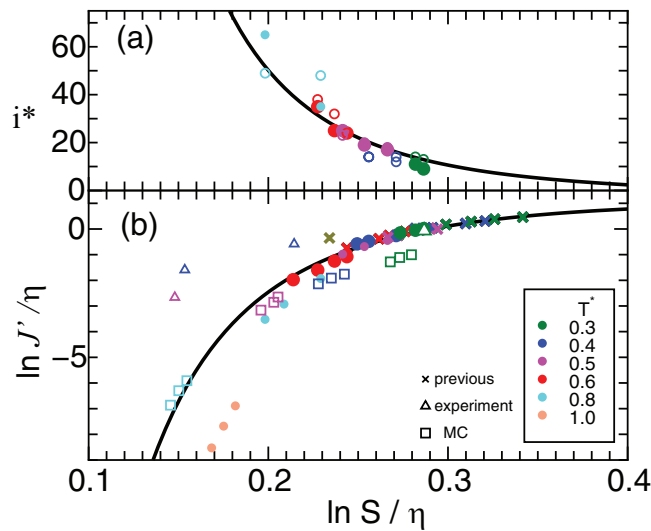 (a)
i*
60
40
20
0
(b)
ln J'/η
0
−5
× previous
△ experiment
□ MC
T*
0.3
0.4
0.5
0.6
0.8
1.0
0.1 0.2 0.3 0.4
ln S / η